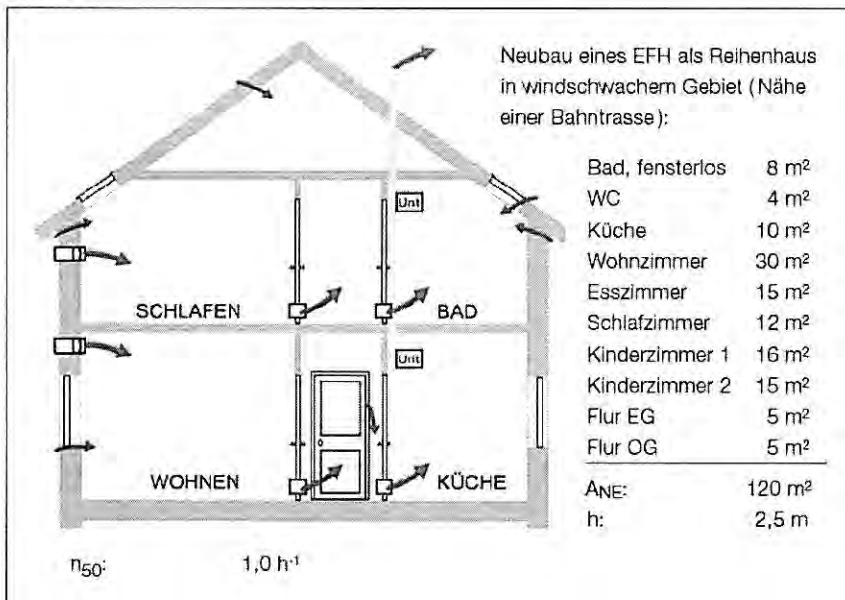 Neubau eines EFH als Reihenhaus
in windschwachem Gebiet (Nähe
einer Bahntrasse):
Bad, fensterlos 8 m²
WC 4 m²
Küche 10 m²
Wohnzimmer 30 m²
Esszimmer 15 m²
Schlafzimmer 12 m²
Kinderzimmer 1 16 m²
Kinderzimmer 2 15 m²
Flur EG 5 m²
Flur OG 5 m²
ANE: 120 m²
h: 2,5 m
Unt
SCHLAFEN BAD
Unt
WOHNEN KÜCHE
n50: 1,0 h-1